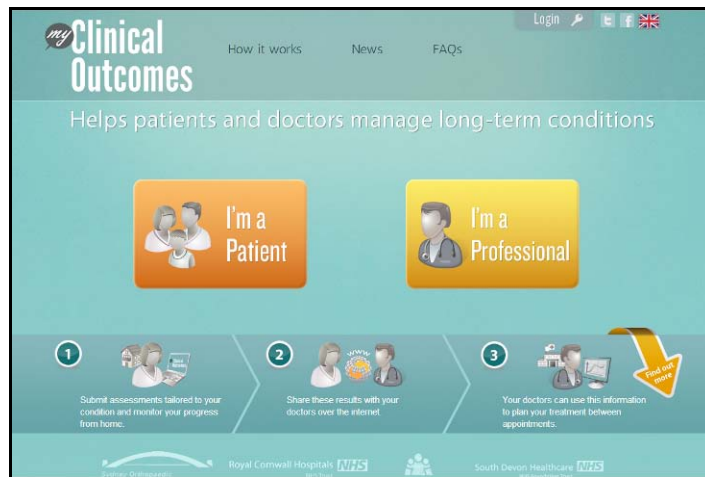 my Clinical
Outcomes
How it works
News
FAQs
Login
Helps patients and doctors manage long-term conditions
I'm a
Patient
I'm a
Professional
1
Submit assessments tailored to your
condition and monitor your progress
from home.
2
www
Share these results with your
doctors over the internet
3
Your doctors can use this information
to plan your treatment between
appointments.
Find out
more
Royal Cornwall Hospitals NHS
South Devon Healthcare NHS